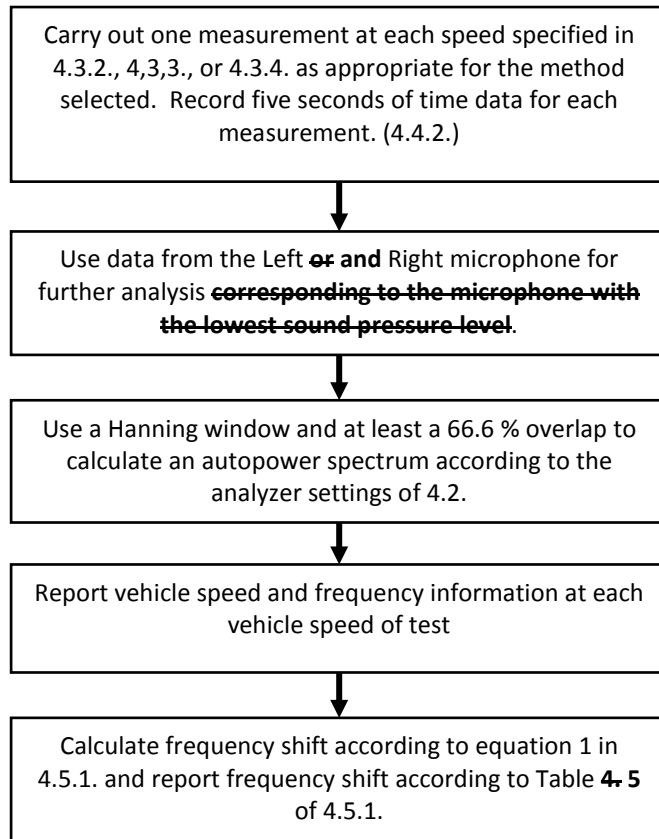 Carry out one measurement at each speed specified in
4.3.2., 4,3,3., or 4.3.4. as appropriate for the method
selected.  Record five seconds of time data for each
measurement. (4.4.2.)
Use data from the Left or and Right microphone for
further analysis corresponding to the microphone with
the lowest sound pressure level.
Use a Hanning window and at least a 66.6 % overlap to
calculate an autopower spectrum according to the
analyzer settings of 4.2.
Report vehicle speed and frequency information at each
vehicle speed of test
Calculate frequency shift according to equation 1 in
4.5.1. and report frequency shift according to Table 4. 5
of 4.5.1.